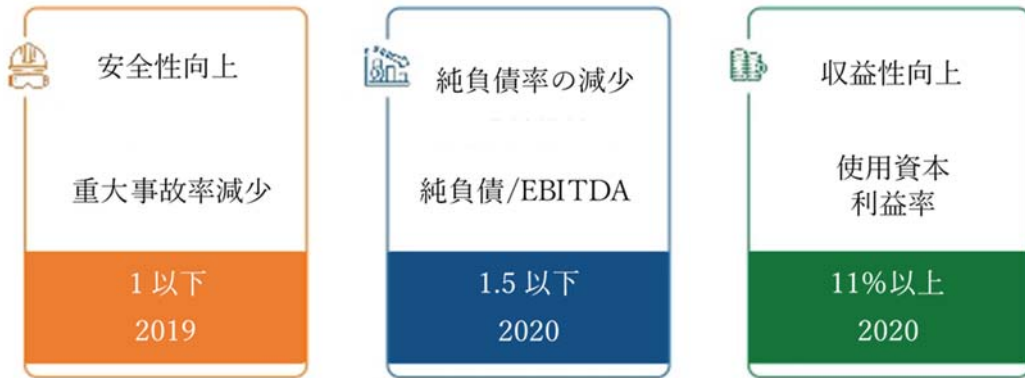 安全性向上
重大事故率減少
1 以下
2019
純負債率の減少
純負債/EBITDA
1.5 以下
2020
収益性向上
使用資本
利益率
11%以上
2020